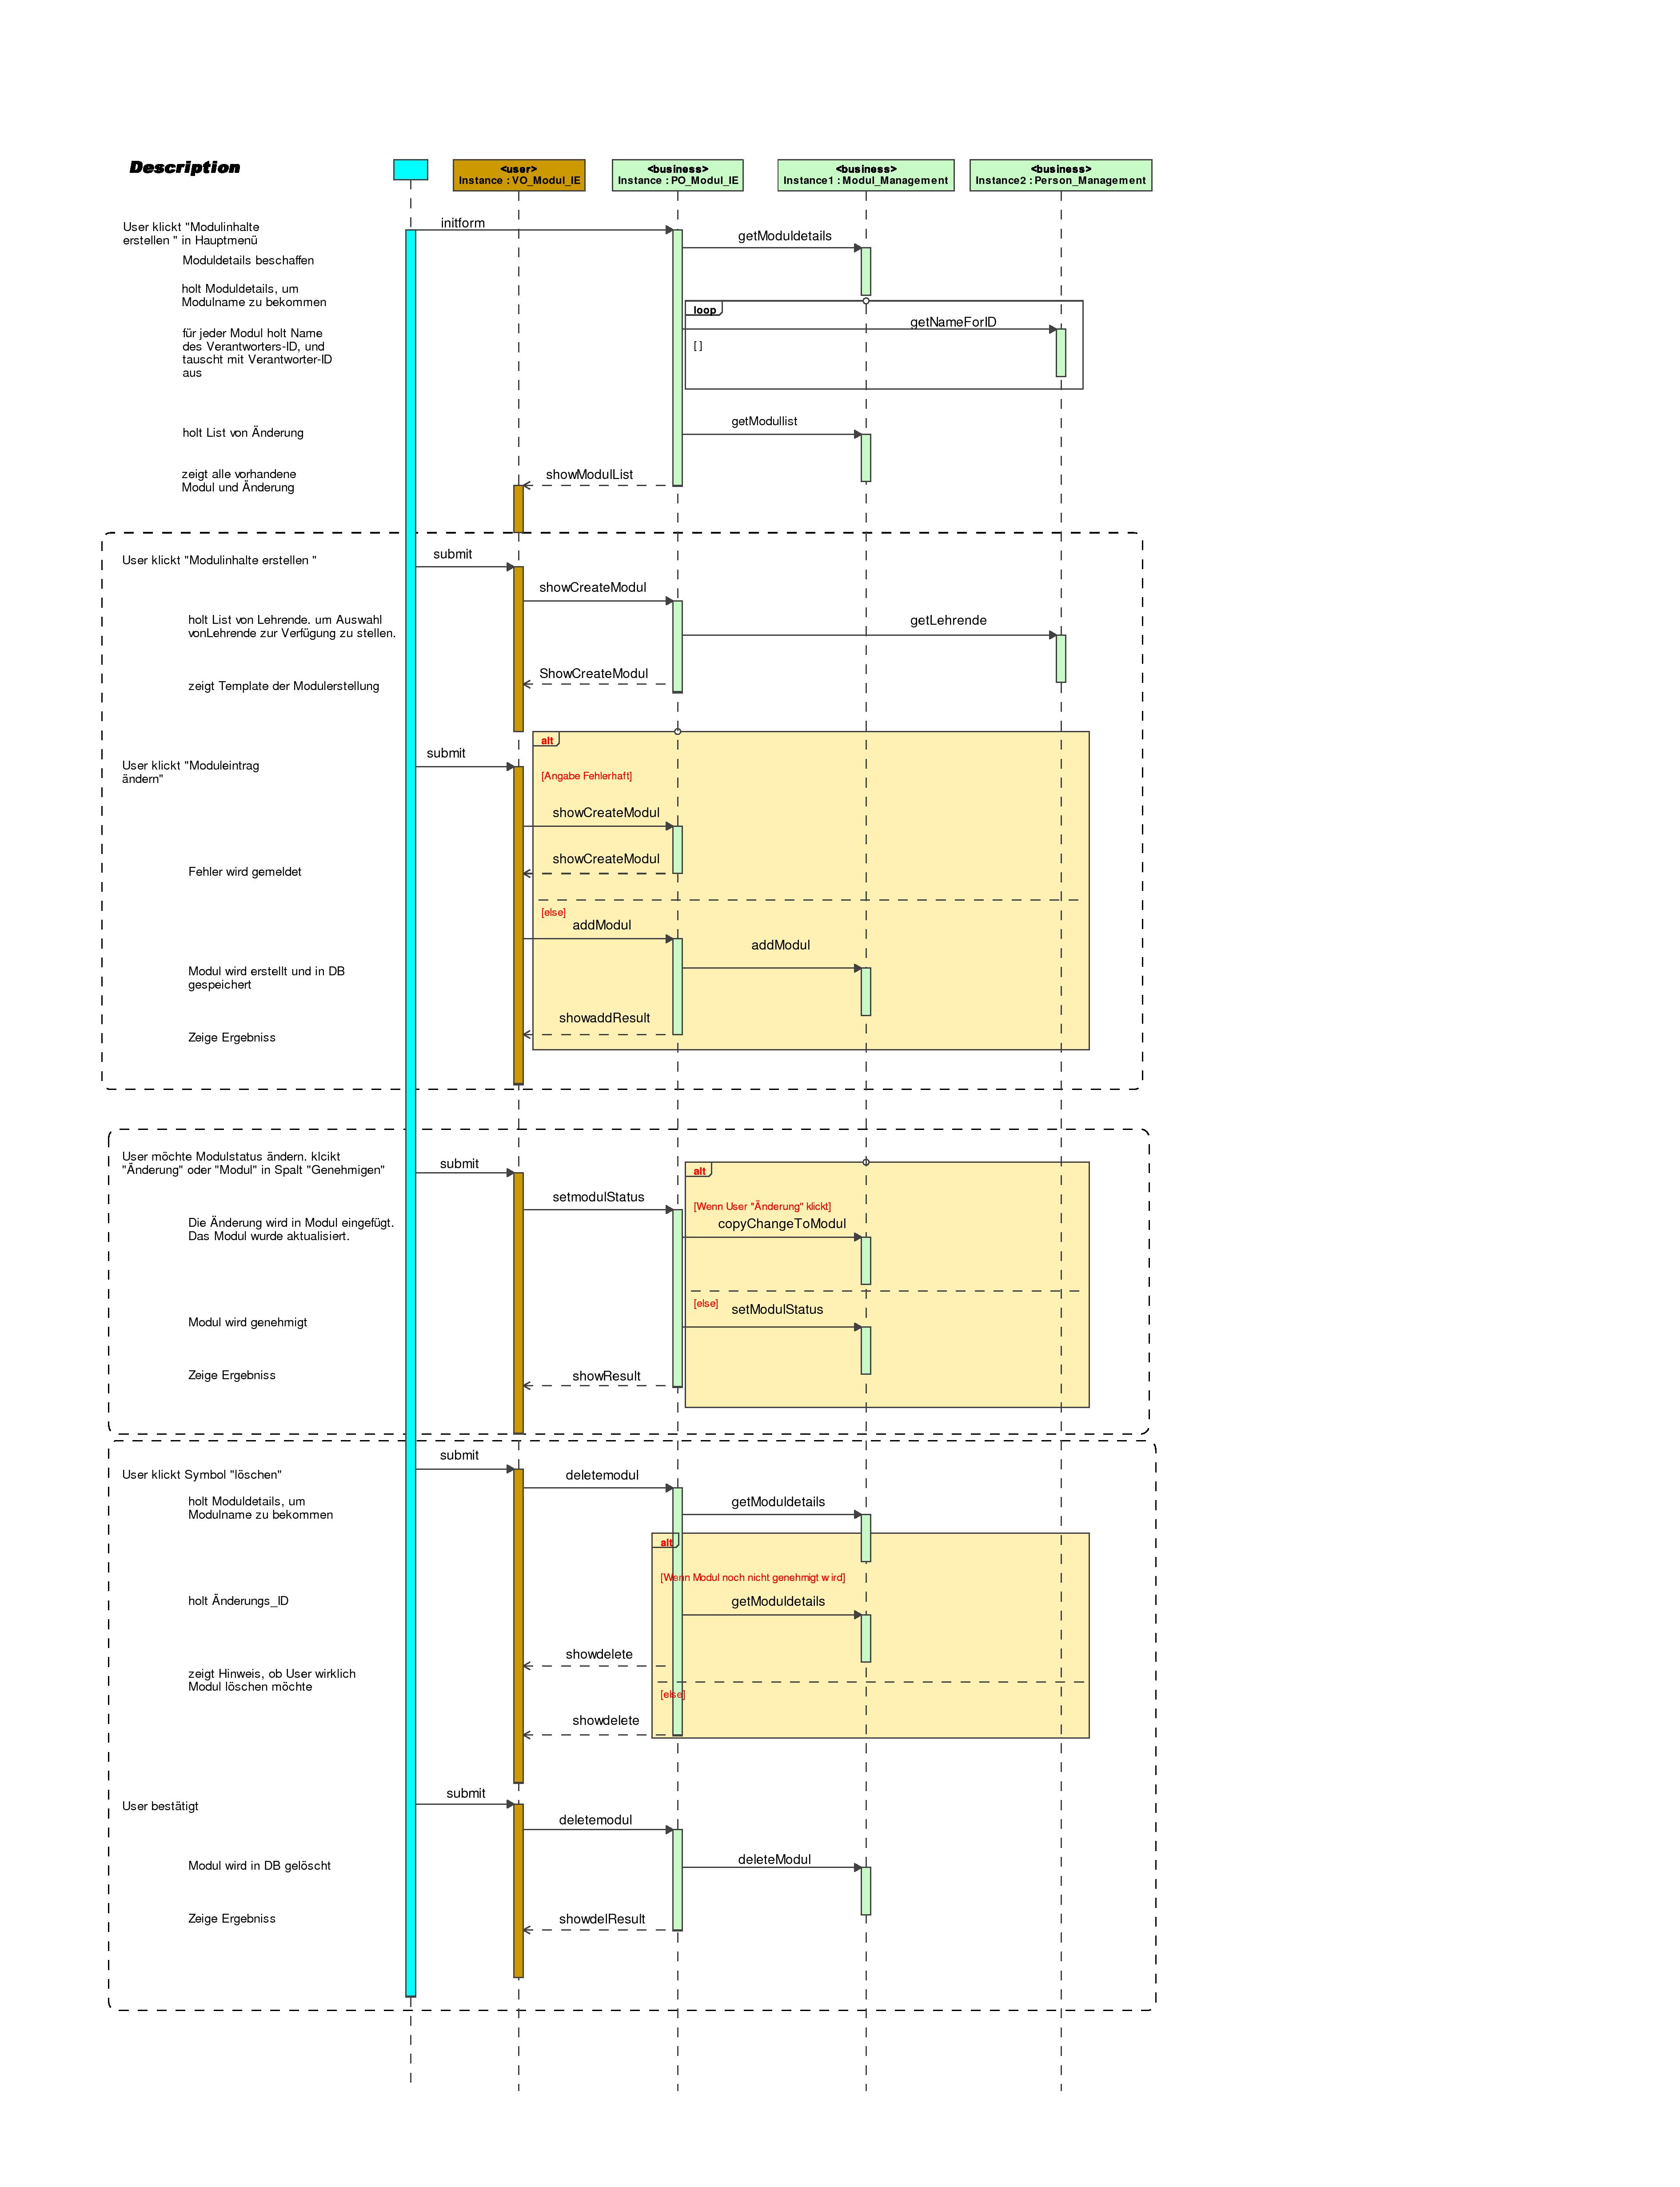 Description
<user>
Instance : VO_Modul_IE
<business>
Instance : PO_Modul_IE
<business>
Instance1 : Modul_Management
<business>
Instance2 : Person_Management
User klickt "Modulinhalte
erstellen " in Hauptmenü
initform
getModuldetails
Moduldetails beschaffen
holt Moduldetails, um
Modulname zu bekommen
loop
getNameForID
[ ]
für jeder Modul holt Name
des Verantworters-ID, und
tauscht mit Verantworter-ID
aus
getModullist
holt List von Änderung
showModulList
zeigt alle vorhandene
Modul und Änderung
submit
User klickt "Modulinhalte erstellen "
showCreateModul
holt List von Lehrende. um Auswahl
vonLehrende zur Verfügung zu stellen.
getLehrende
ShowCreateModul
zeigt Template der Modulerstellung
alt
submit
User klickt "Moduleintrag
ändern"
[Angabe Fehlerhaft]
showCreateModul
showCreateModul
Fehler wird gemeldet
[else]
addModul
addModul
Modul wird erstellt und in DB
gespeichert
showaddResult
Zeige Ergebniss
User möchte Modulstatus ändern. klcikt
"Änderung" oder "Modul" in Spalt "Genehmigen"
submit
alt
setmodulStatus
[Wenn User "Änderung" klickt]
copyChangeToModul
Die Änderung wird in Modul eingefügt.
Das Modul wurde aktualisiert.
[else]
setModulStatus
Modul wird genehmigt
showResult
Zeige Ergebniss
submit
User klickt Symbol "löschen"
deletemodul
getModuldetails
holt Moduldetails, um
Modulname zu bekommen
alt
[Wenn Modul noch nicht genehmigt wird]
getModuldetails
holt Änderungs_ID
showdelete
zeigt Hinweis, ob User wirklich
Modul löschen möchte
[else]
showdelete
submit
User bestätigt
deletemodul
deleteModul
Modul wird in DB gelöscht
showdelResult
Zeige Ergebniss